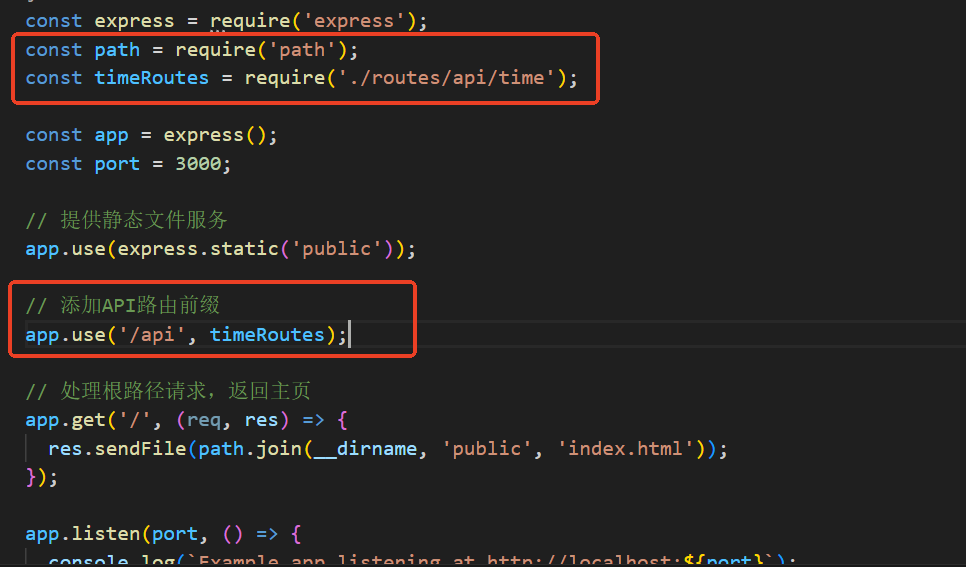 const express = require('express');
const path = require('path');
const timeRoutes = require('./routes/api/time');
const app = express();
const port = 3000;
// 提供静态文件服务
app.use(express.static('public'));
// 添加API路由前缀
app.use('/api', timeRoutes);
// 处理根路径请求，返回主页
app.get('/', (req, res) => {
  res.sendFile(path.join(__dirname, 'public', 'index.html'));
});
app.listen(port, () => {
  console.log(`Example app listening at http://localhost:${port}`);